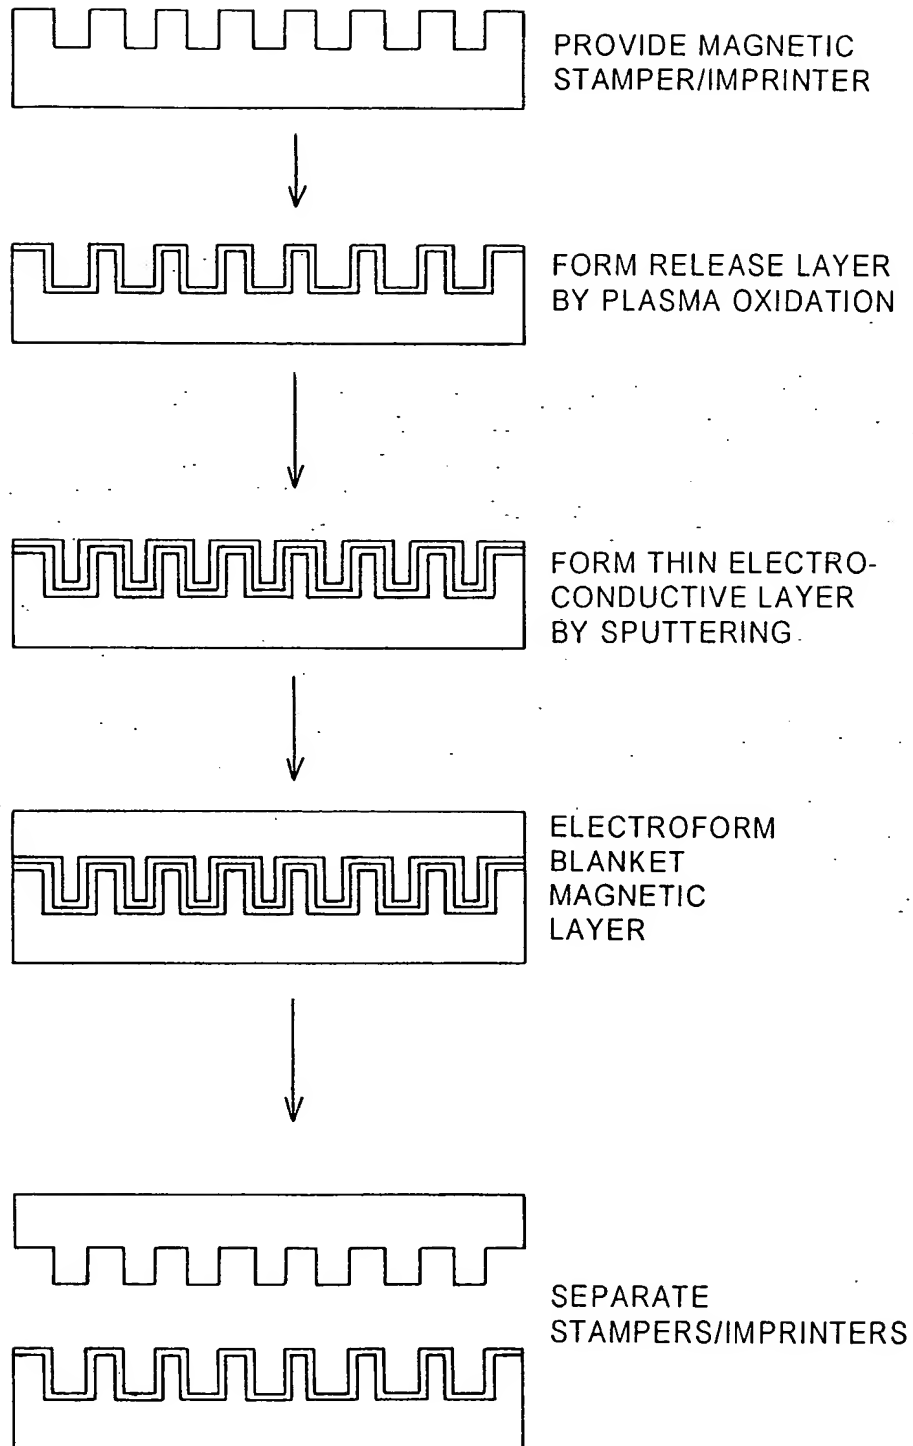 PROVIDE MAGNETIC
STAMPER/IMPRINTER
FORM RELEASE LAYER
BY PLASMA OXIDATION
FORM THIN ELECTRO-
CONDUCTIVE LAYER
BY SPUTTERING
ELECTROFORM
BLANKET
MAGNETIC
LAYER
SEPARATE
STAMPERS/IMPRINTERS